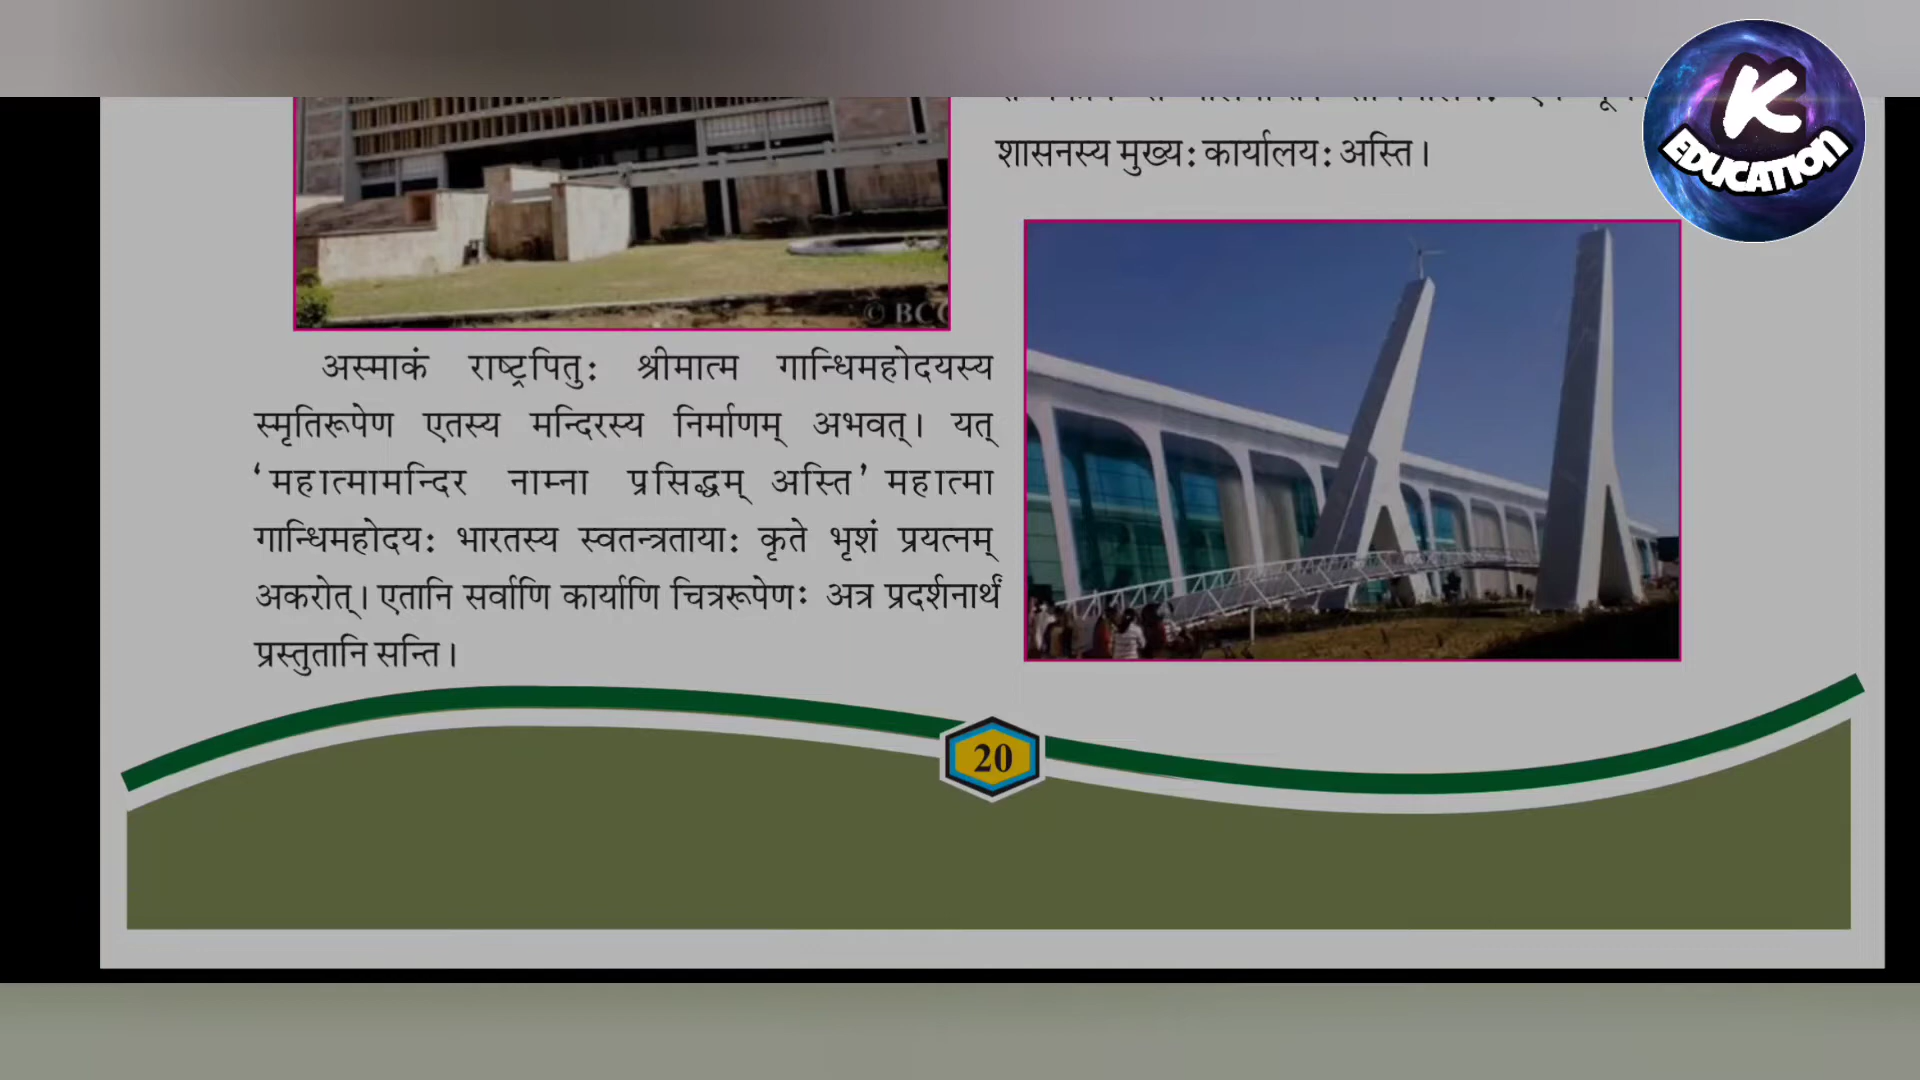 K
EDUCATION
शासनस्य मुख्य: कार्यालय: अस्ति।
© BCC
अस्माकं राष्ट्रपितु: श्रीमात्म गान्धिमहोदयस्य
स्मृतिरूपेण एतस्य मन्दिरस्य निर्माणम् अभवत्। यत्
‘महात्मामन्दिर नाम्ना प्रसिद्धम् अस्ति’ महात्मा
गान्धिमहोदय: भारतस्य स्वतन्त्रताया: कृते भृशं प्रयत्नम्
अकरोत्। एतानि सर्वाणि कार्याणि चित्ररूपेण: अत्र प्रदर्शनार्थं
प्रस्तुतानि सन्ति।
20